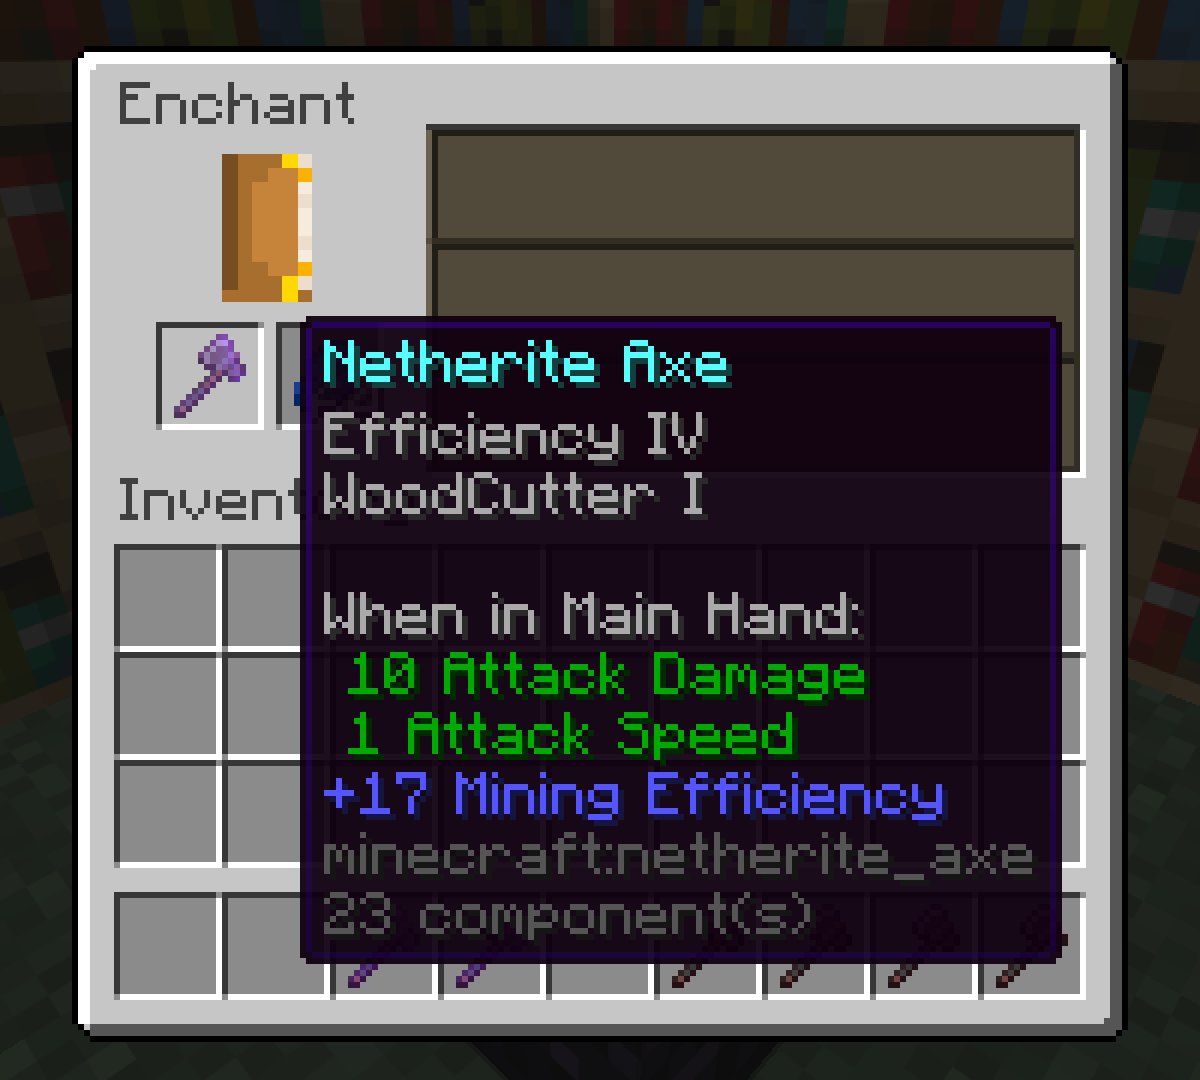 Enchant
Netherite Axe
Efficiency IV
WoodCutter I
Invent
When in Main Hand:
10 Attack Damage
1 Attack Speed
+17 Mining Efficiency
minecraft:netherite_axe
23 component(s)